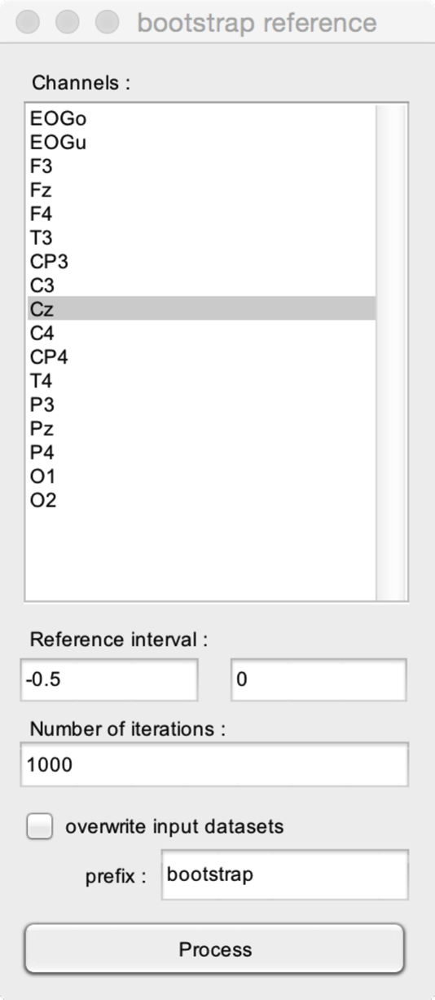 bootstrap reference
Channels :
EOGo
EOGu
F3
Fz
F4
T3
CP3
C3
Cz
C4
CP4
T4
P3
Pz
P4
O1
O2
Reference interval :
-0.5 0
Number of iterations :
1000
overwrite input datasets
prefix : bootstrap
Process